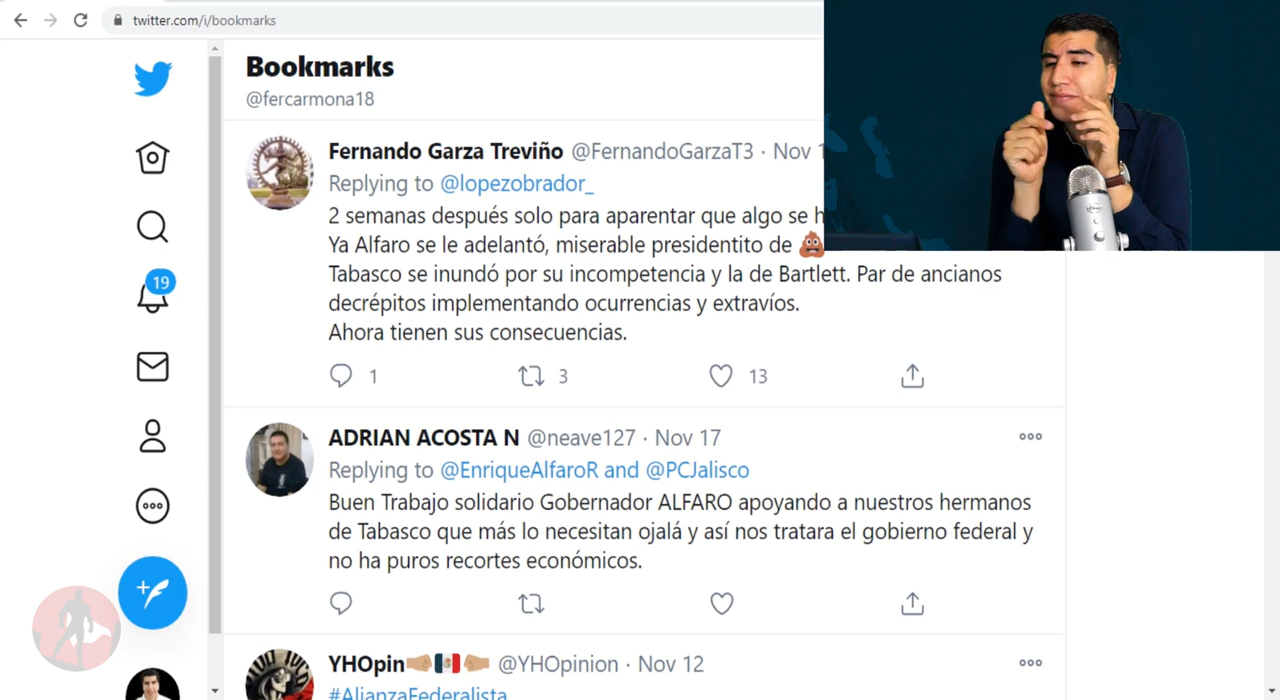 twitter.com/i/bookmarks
Bookmarks
@fercarmona18
Fernando Garza Treviño @FernandoGarzaT3 · Nov
Replying to @lopezobrador_
2 semanas después solo para aparentar que algo se
Ya Alfaro se le adelantó, miserable presidentito de 💩
Tabasco se inundó por su incompetencia y la de Bartlett. Par de ancianos
decrépitos implementando ocurrencias y extravíos.
Ahora tienen sus consecuencias.
1 3 13
19
ADRIAN ACOSTA N @neave127 · Nov 17
Replying to @EnriqueAlfaroR and @PCJalisco
Buen Trabajo solidario Gobernador ALFARO apoyando a nuestros hermanos
de Tabasco que más lo necesitan ojalá y así nos tratara el gobierno federal y
no ha puros recortes económicos.
YHOpin🤜🇲🇽🤛 @YHOpinion · Nov 12
#AlianzaFederalista